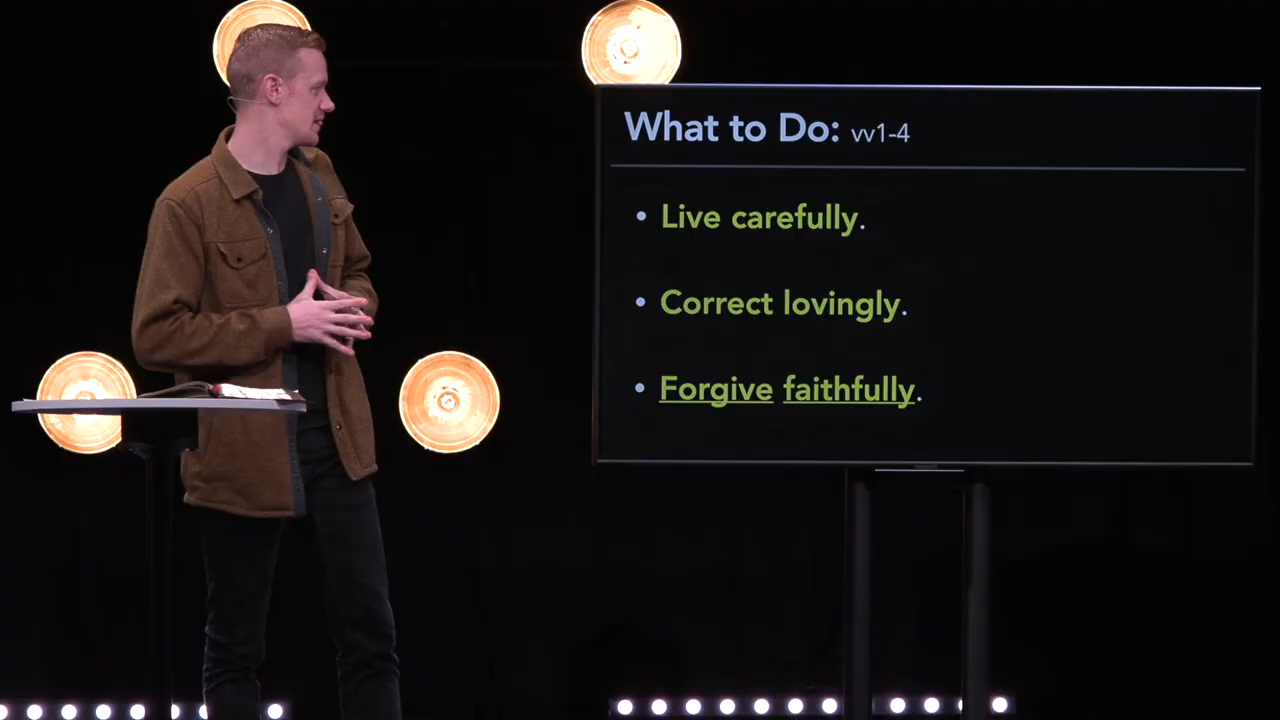 What to Do: vv1-4
• Live carefully.
• Correct lovingly.
• Forgive faithfully.